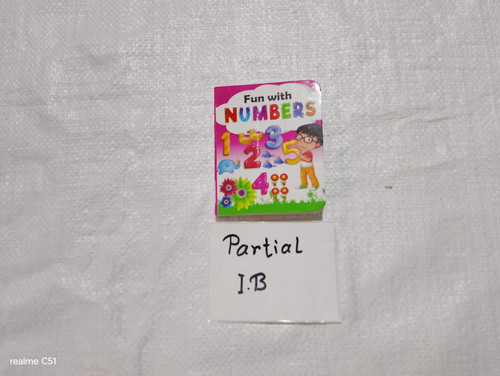 Fun with
NUMBERS
1
2
3
5
4
Partial
I.B
realme C51